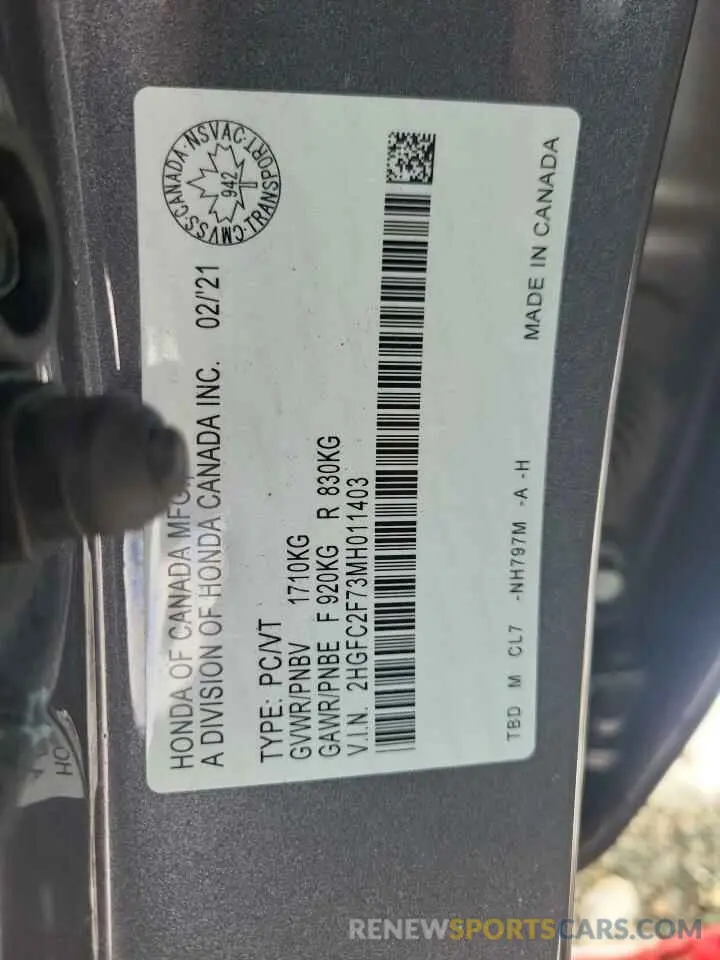 HONDA OF CANADA MFG.,
A DIVISION OF HONDA CANADA INC. 02/'21
CMVSS·CANADA·NSVAC·
C·TRANSPORT·
942
TYPE: PC/VT
GVWR/PNBV 1710KG
GAWR/PNBE F 920KG R 830KG
V.I.N. 2HGFC2F73MH011403
TBD M CL7 -NH797M -A -H
MADE IN CANADA
HO
RENEWSPORTSCARS.COM